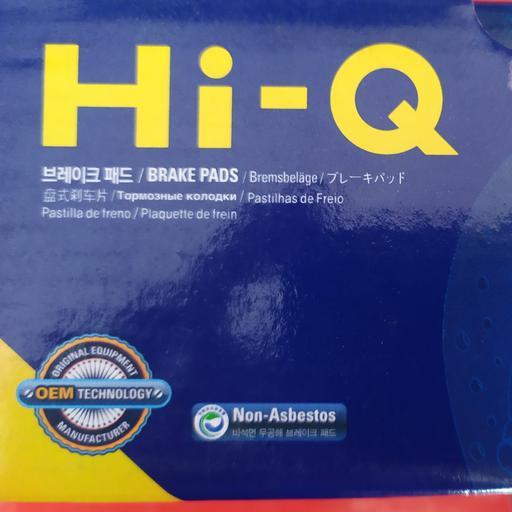 Hi-Q
브레이크 패드 / BRAKE PADS / Bremsbeläge / ブレーキパッド
盘式刹车片 / Тормозные колодки / Pastilhas de Freio
Pastilla de freno / Plaquette de frein
ORIGINAL EQUIPMENT
OEM TECHNOLOGY
MANUFACTURER
Non-Asbestos
비석면 무공해 브레이크 패드